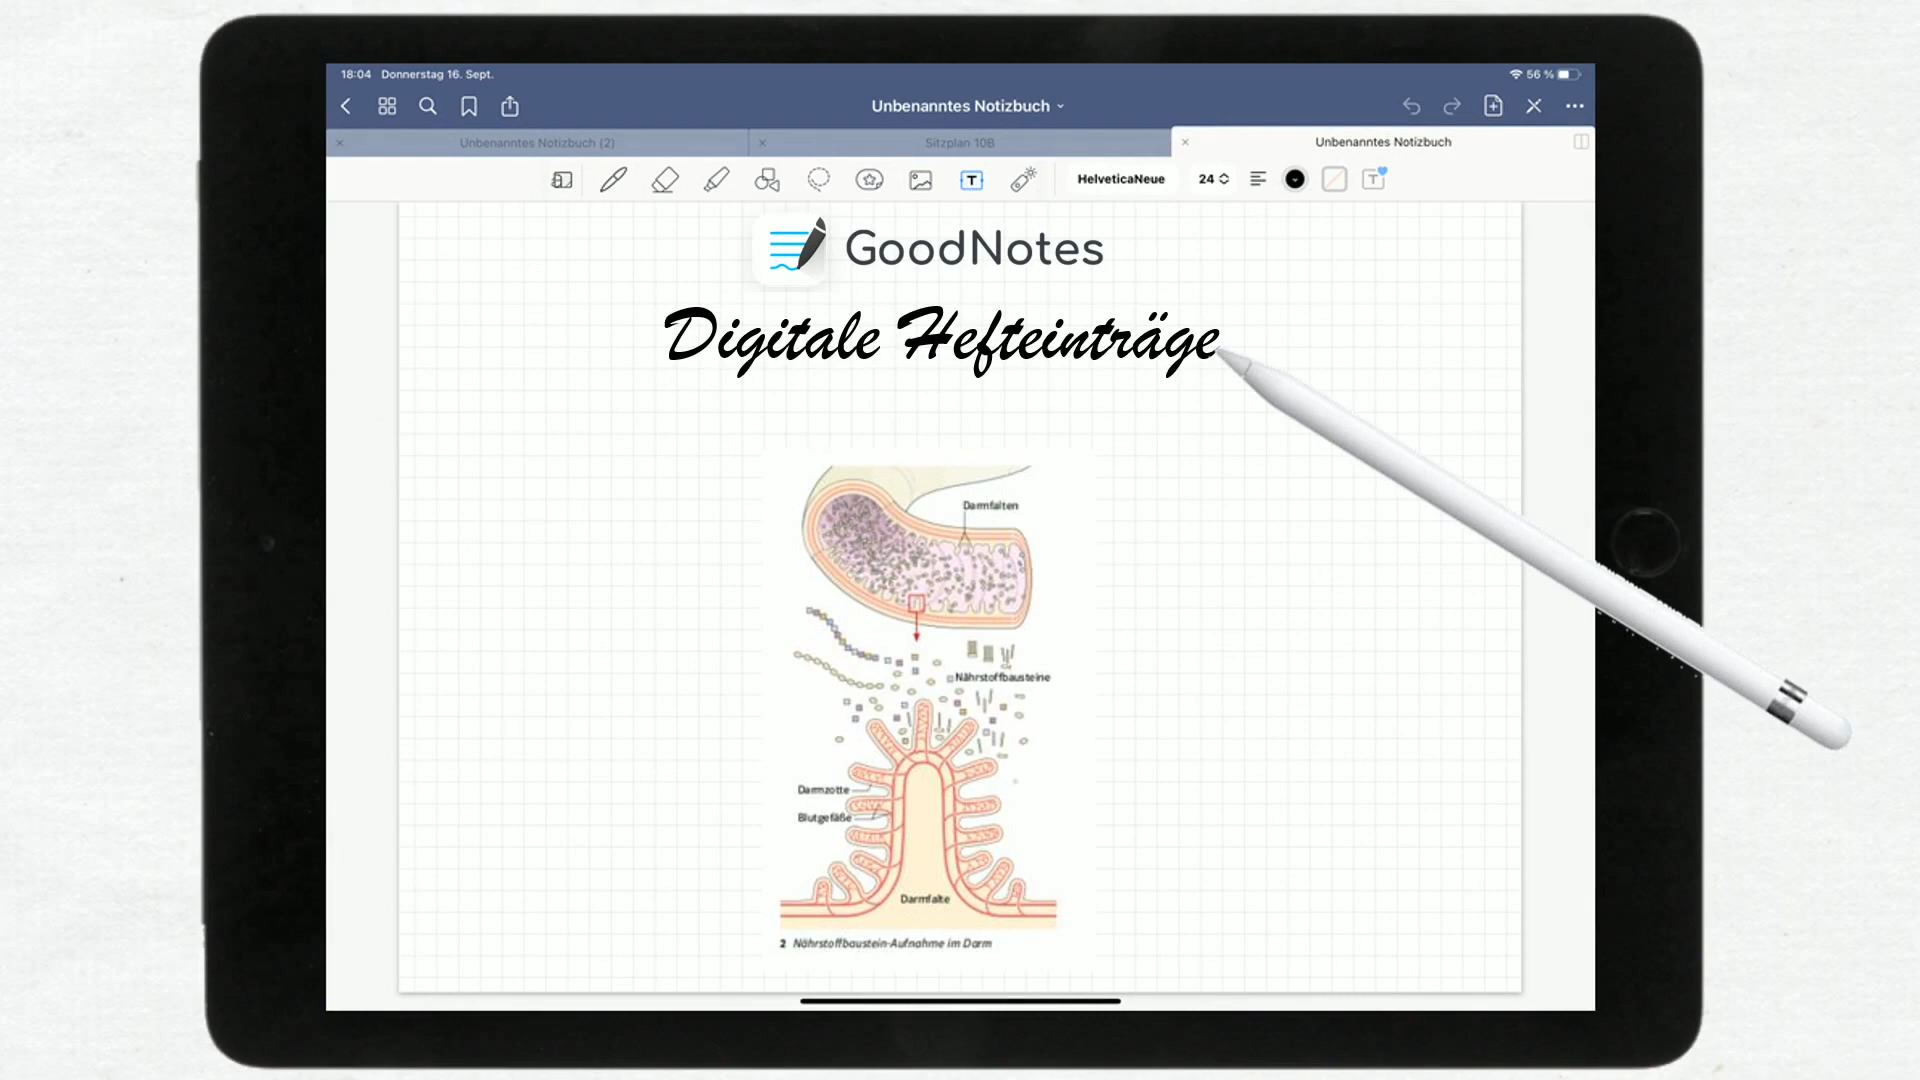 18:04 Donnerstag 16. Sept.
56 %
Unbenanntes Notizbuch
Unbenanntes Notizbuch (2)
Sitzplan 10B
Unbenanntes Notizbuch
HelveticaNeue
24
GoodNotes
Digitale Hefteinträge
Darmfalten
Nährstoffbausteine
Darmzotte
Blutgefäße
Darmfalte
2 Nährstoffbaustein-Aufnahme im Darm